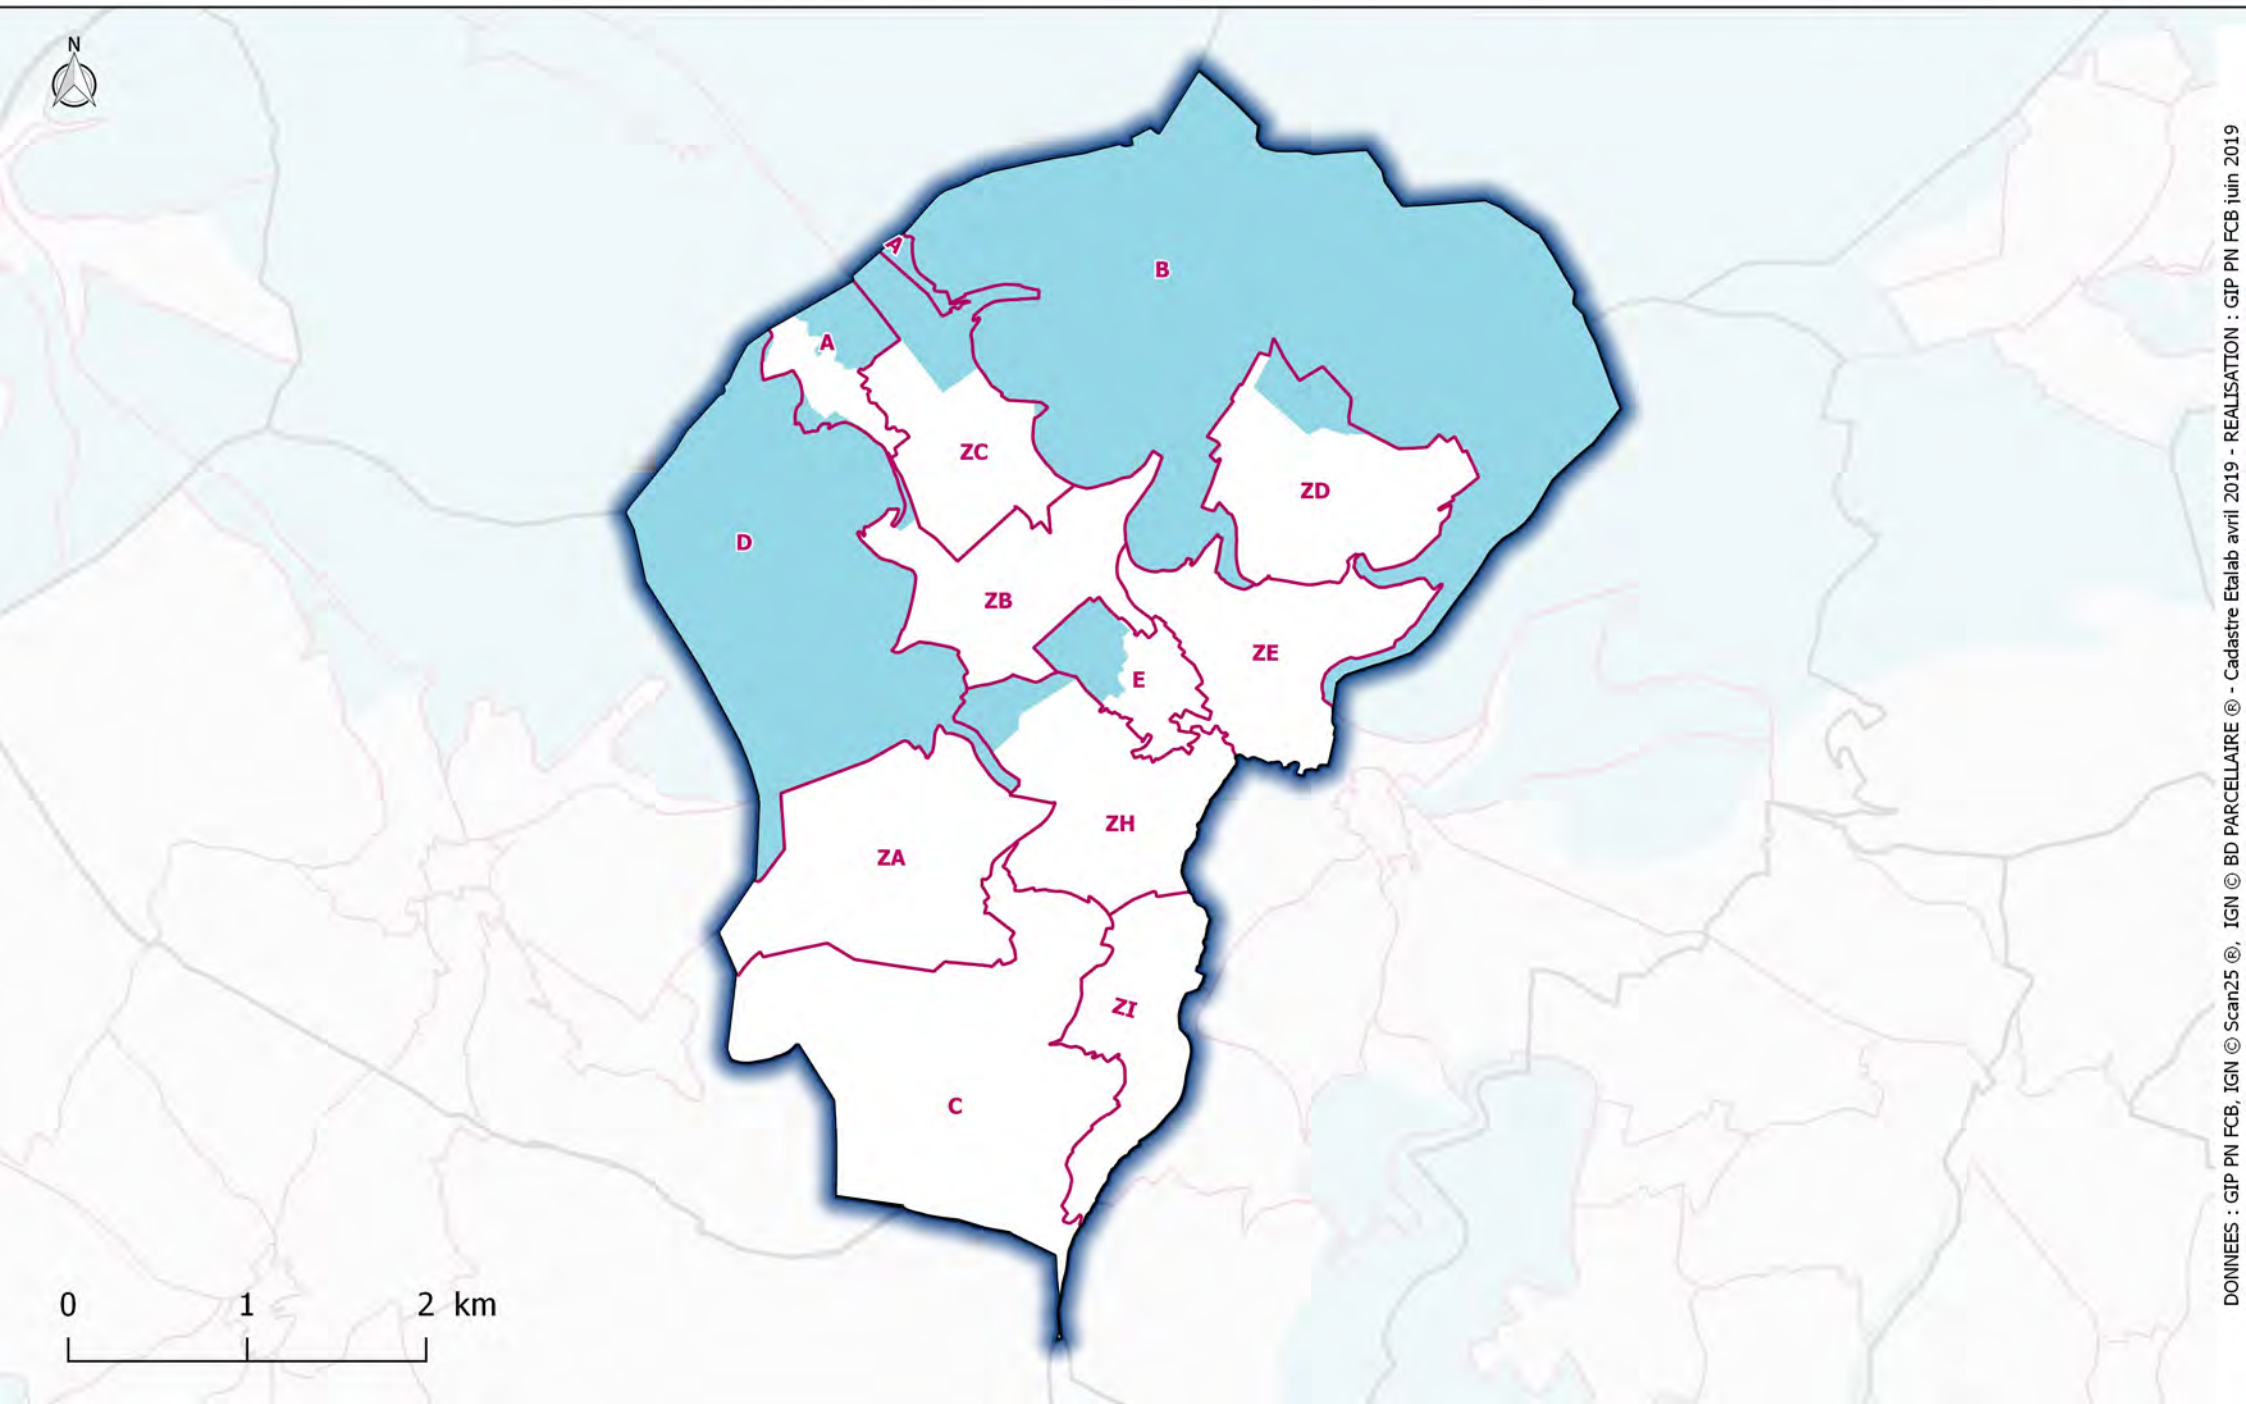 N
A
B
A
ZC
ZD
D
ZB
ZE
E
ZH
ZA
ZI
C
0 1 2 km
DONNEES : GIP PN FCB, IGN © Scan25 ®, IGN © BD PARCELLAIRE ® - Cadastre Etalab avril 2019 - REALISATION : GIP PN FCB juin 2019